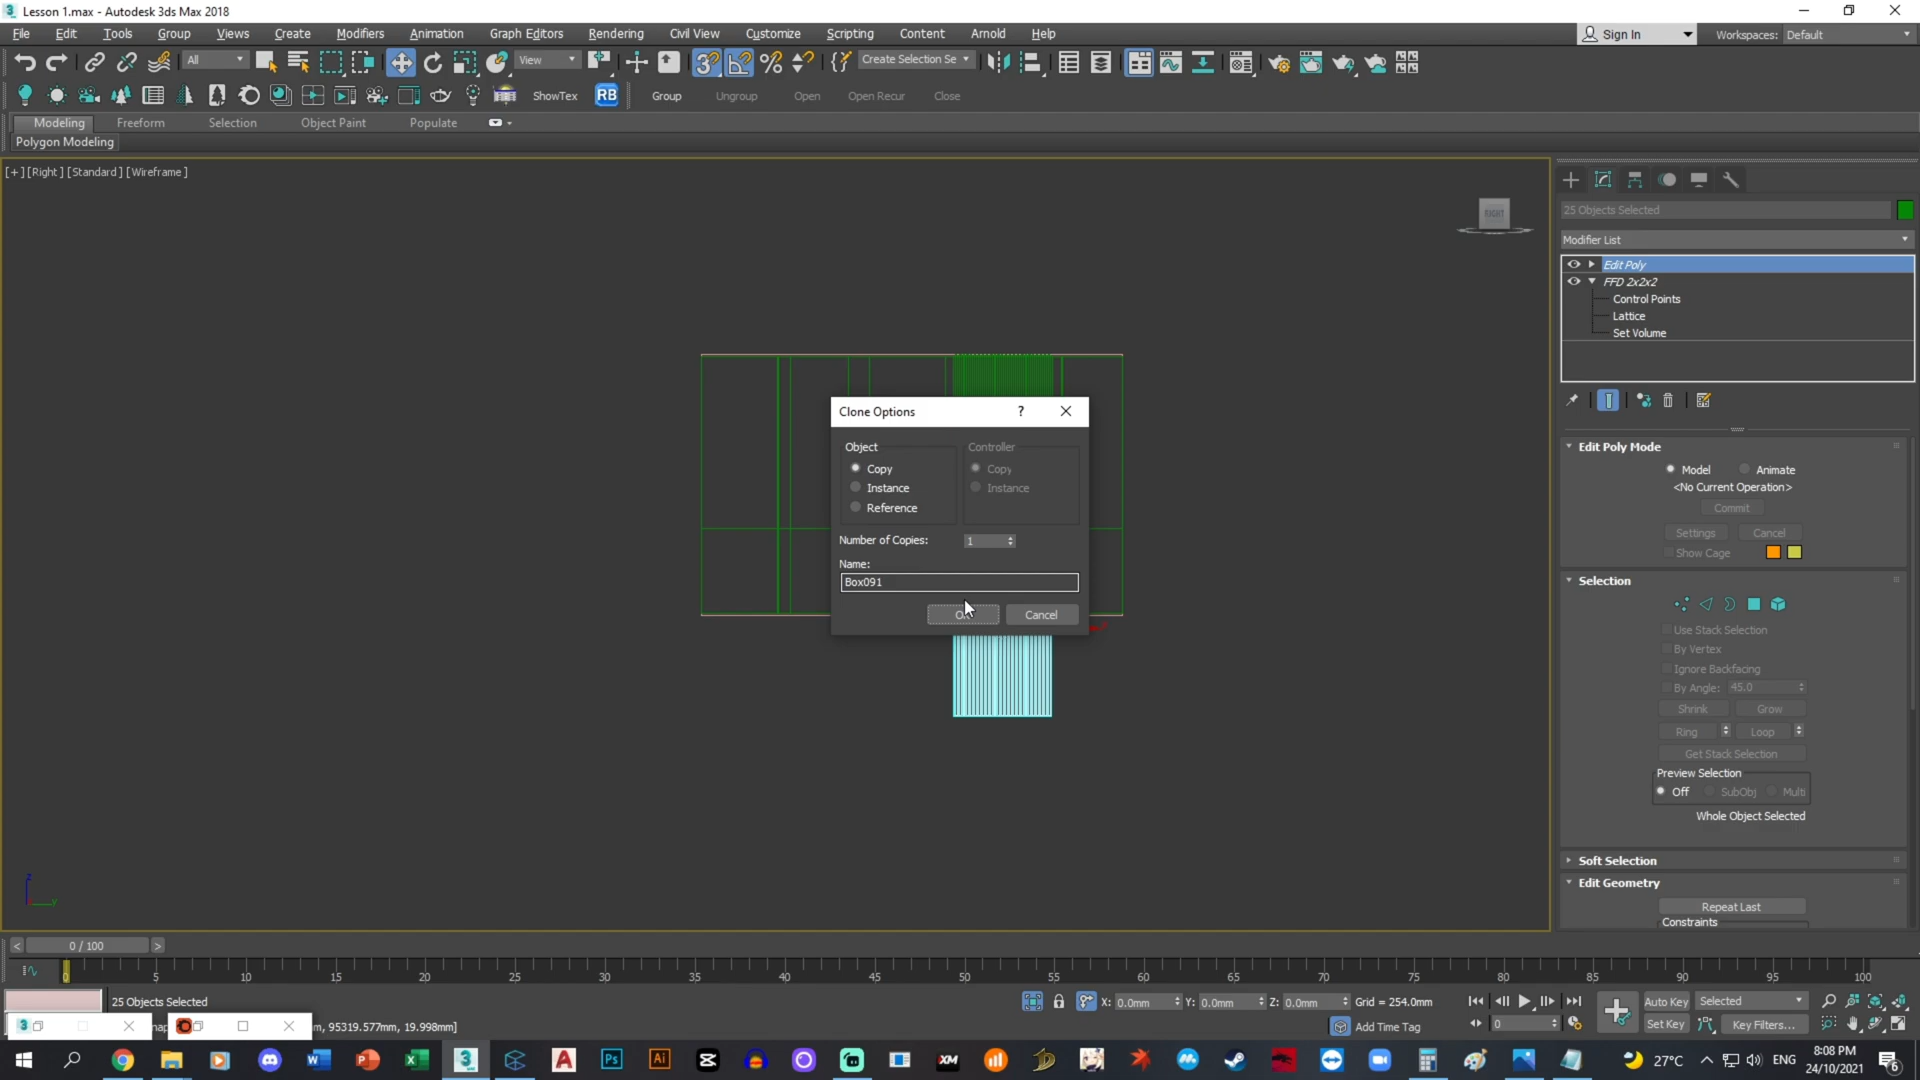 Lesson 1.max - Autodesk 3ds Max 2018
File Edit Tools Group Views Create Modifiers Animation Graph Editors Rendering Civil View Customize Scripting Content Arnold Help Sign In Workspaces: Default
All View Create Selection Se
ShowTex RB Group Ungroup Open Open Recur Close
Modeling Freeform Selection Object Paint Populate
Polygon Modeling
[+] [Right] [Standard] [Wireframe]
RIGHT
25 Objects Selected
Modifier List
Edit Poly
FFD 2x2x2
Control Points
Lattice
Set Volume
Clone Options ?
Object Controller
Copy Copy
Instance Instance
Reference
Number of Copies: 1
Name:
Box091
Cancel
Edit Poly Mode
Model Animate
<No Current Operation>
Commit
Settings Cancel
Show Cage
Selection
Use Stack Selection
By Vertex
Ignore Backfacing
By Angle: 45.0
Shrink Grow
Ring Loop
Get Stack Selection
Preview Selection
Off SubObj Multi
Whole Object Selected
Soft Selection
Edit Geometry
Repeat Last
Constraints
z
y
< 0 / 100 >
0 5 10 15 20 25 30 35 40 45 50 55 60 65 70 75 80 85 90 95 100
25 Objects Selected
X: 0.0mm Y: 0.0mm Z: 0.0mm Grid = 254.0mm
Auto Key Selected
m, 95319.577mm, 19.998mm]
Add Time Tag
0
Set Key Key Filters...
27°C ENG
8:08 PM
24/10/2021
6